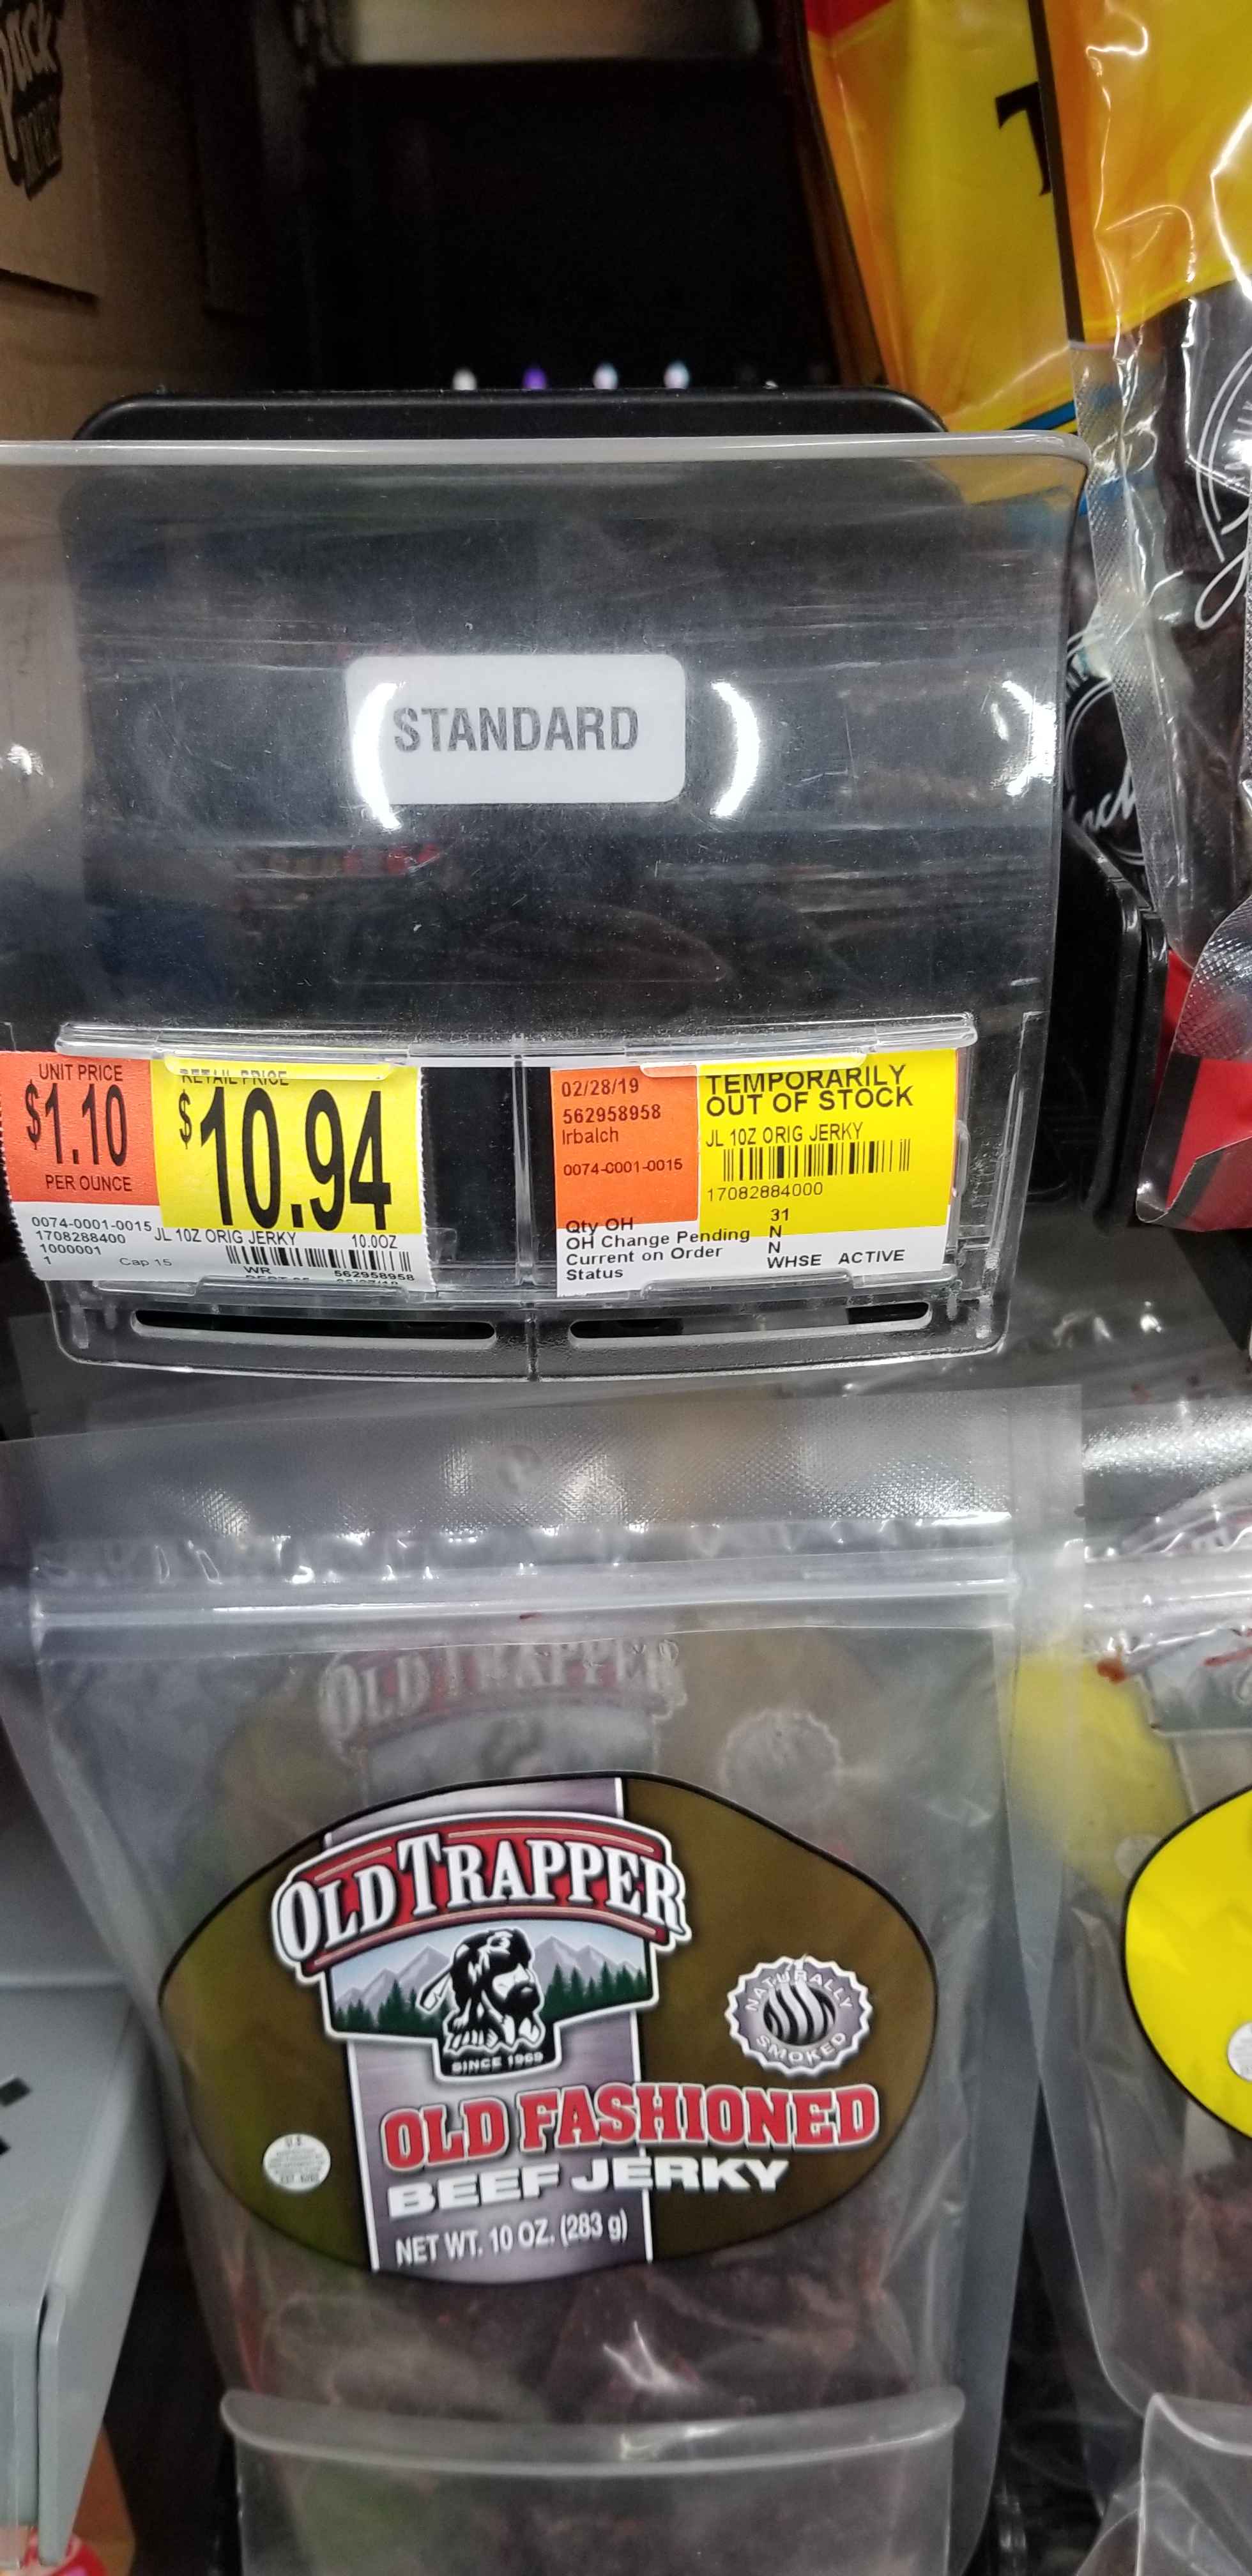 STANDARD
UNIT PRICE
$1.10
PER OUNCE
RETAIL PRICE
$10.94
0074-0001-0015
1708288400
1000001
1
Cap 15
JL 10Z ORIG JERKY
10.0OZ
WR
562958958
02/28/19
562958958
lrbalch
0074-0001-0015
TEMPORARILY
OUT OF STOCK
JL 10Z ORIG JERKY
17082884000
Qty OH 31
OH Change Pending N
Current on Order N
Status WHSE ACTIVE
OLD TRAPPER
OLD TRAPPER
SINCE 1969
NATURALLY
SMOKED
OLD FASHIONED
BEEF JERKY
NET WT. 10 OZ. (283 g)